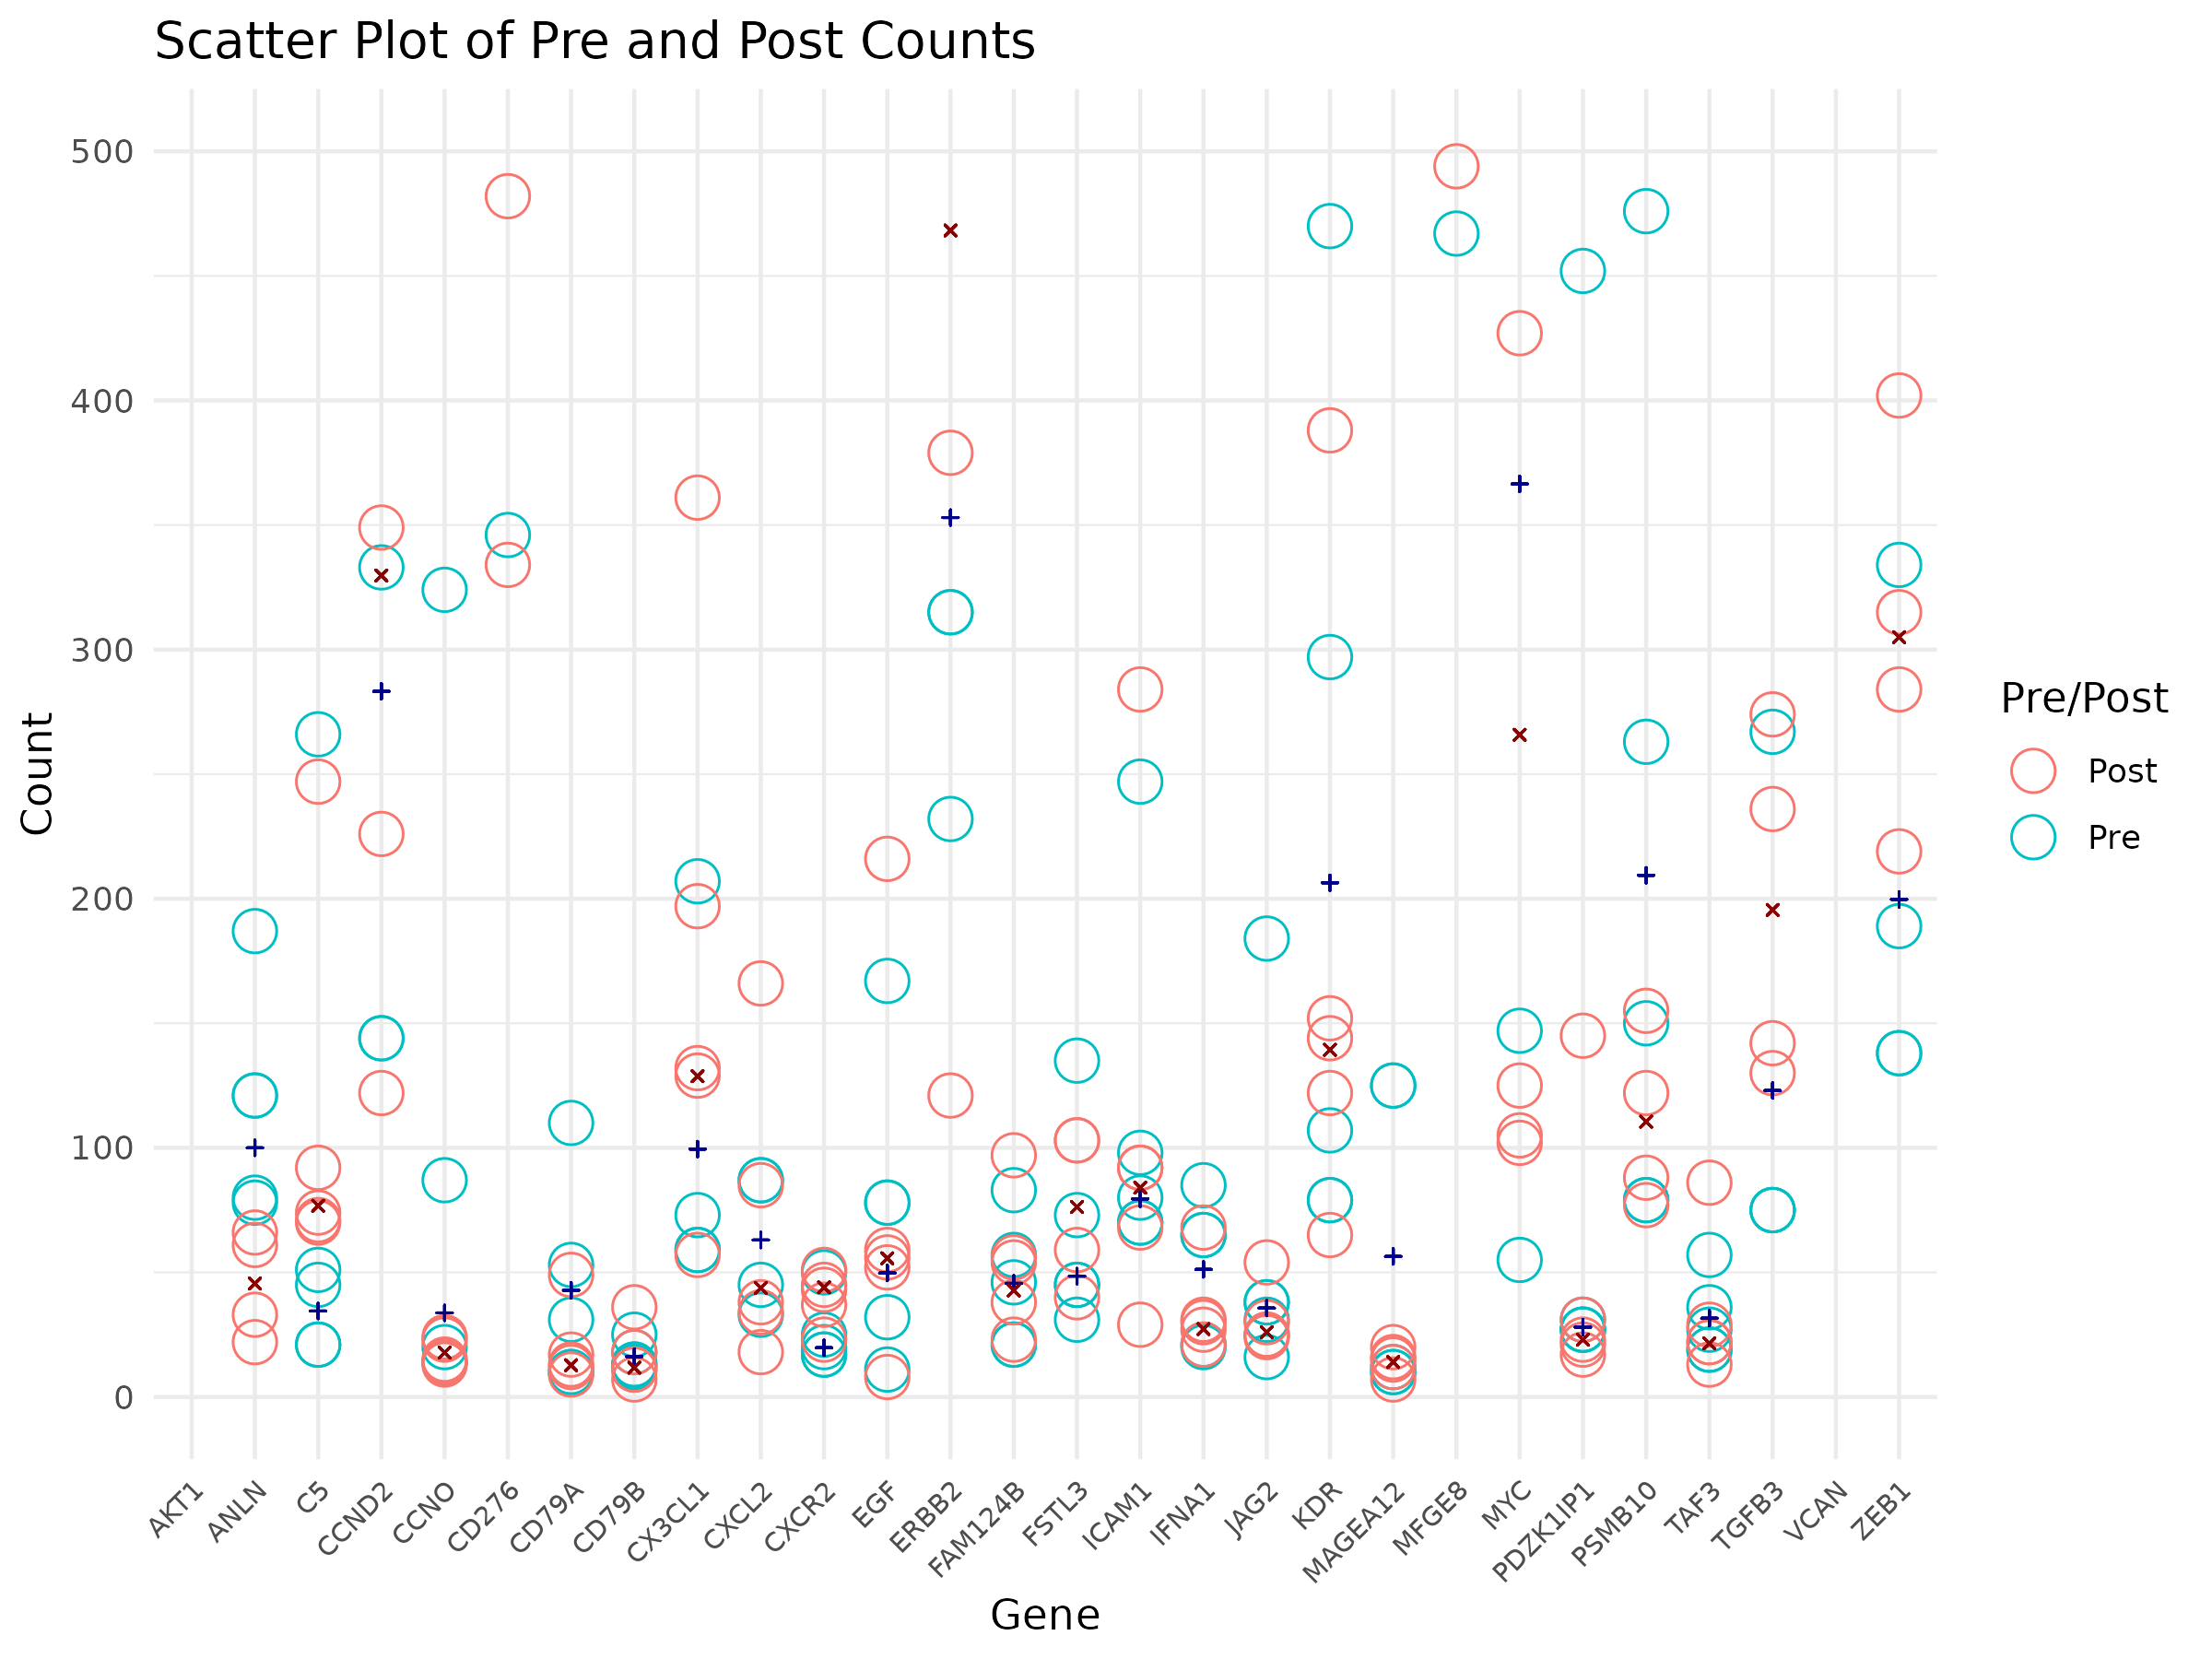 Scatter Plot of Pre and Post Counts
500
400
300
200
100
0
Count
AKT1
ANLN
C5
CCND2
CCNO
CD276
CD79A
CD79B
CX3CL1
CXCL2
CXCR2
EGF
ERBB2
FAM124B
FSTL3
ICAM1
IFNA1
JAG2
KDR
MAGEA12
MFGE8
MYC
PDZK1IP1
PSMB10
TAF3
TGFB3
VCAN
ZEB1
Gene
Pre/Post
Post
Pre